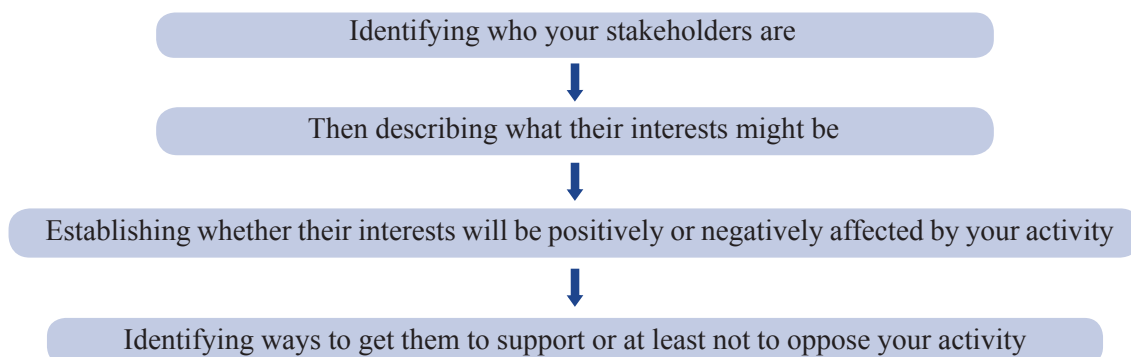 Identifying who your stakeholders are
Then describing what their interests might be
Establishing whether their interests will be positively or negatively affected by your activity
Identifying ways to get them to support or at least not to oppose your activity